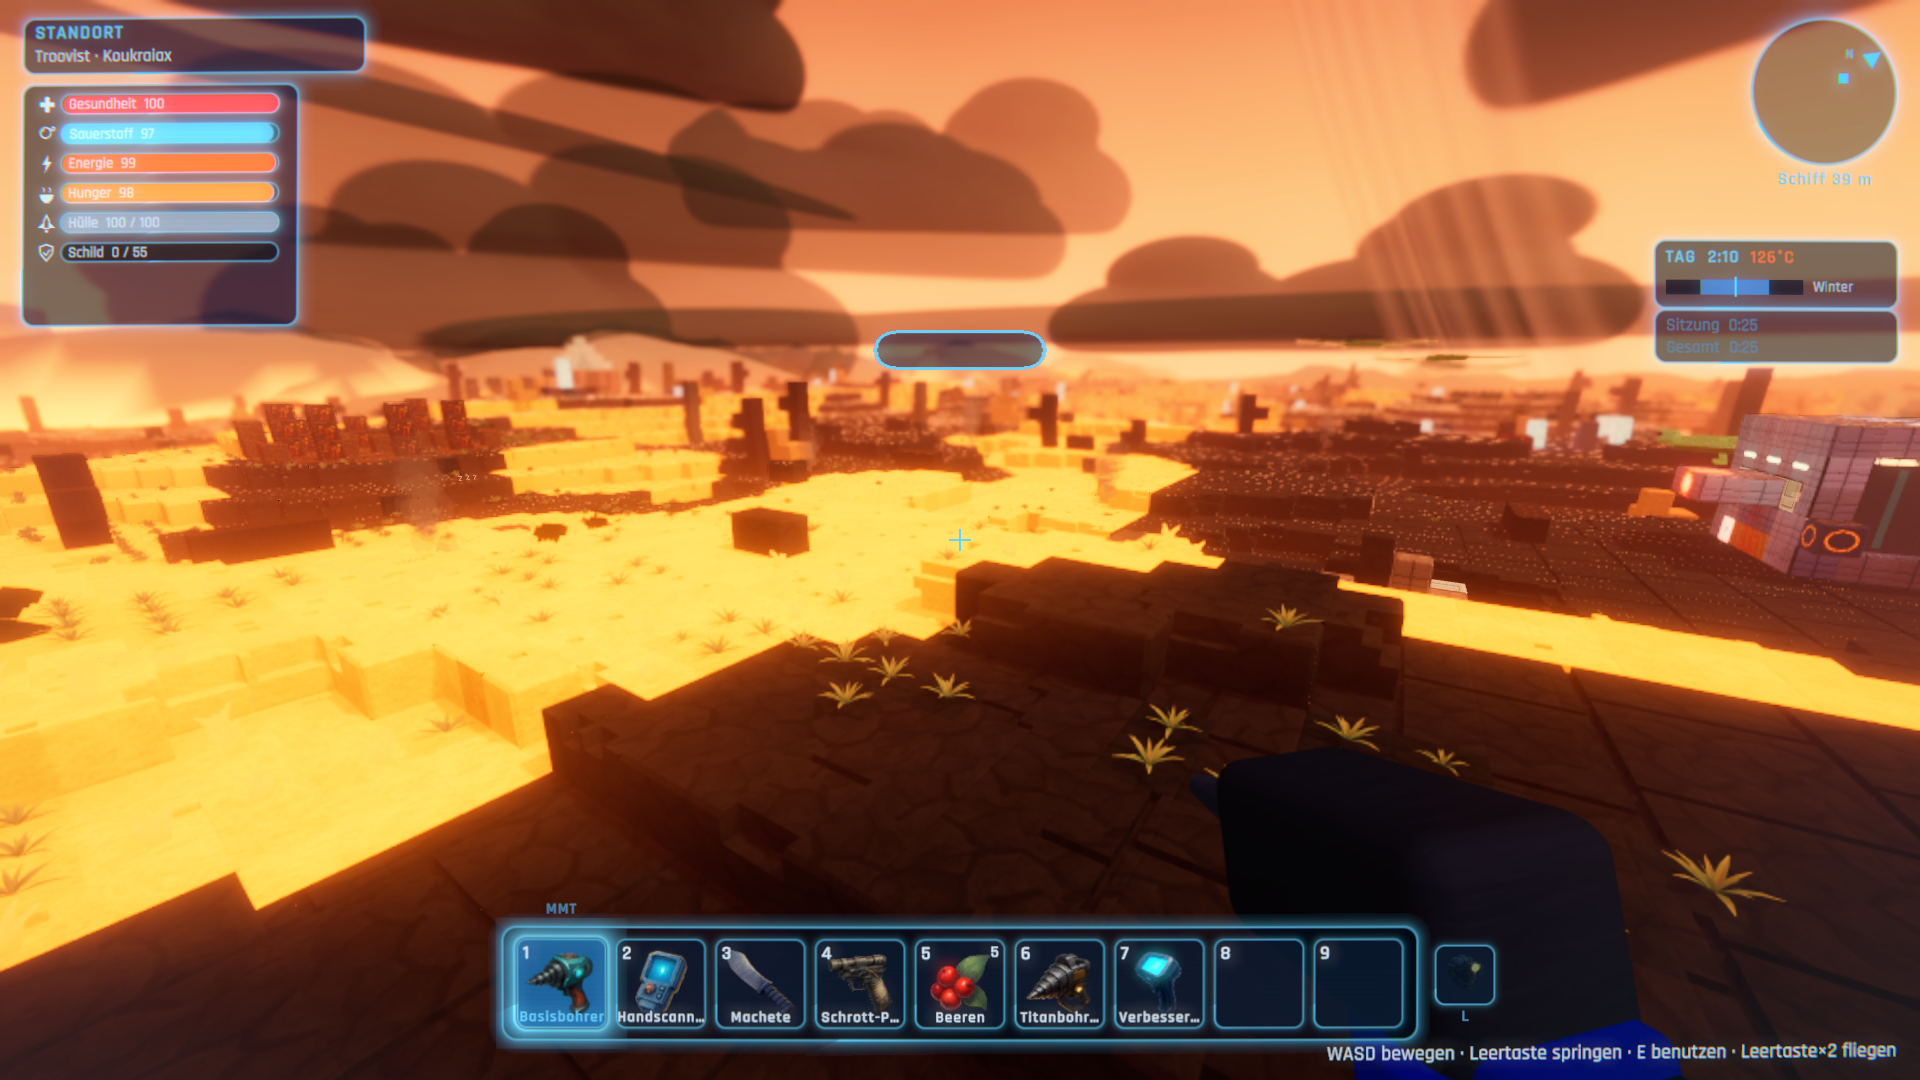 STANDORT
Troovist · Koukralax
Gesundheit 100
Sauerstoff 97
Energie 99
Hunger 98
Hülle 100 / 100
Schild 0 / 55
N
Schiff 39 m
TAG 2:10 126°C
Winter
Sitzung 0:25
Gesamt 0:25
z z z
MMT
1 2 3 4 5 5 6 7 8 9
Basisbohrer Handscann... Machete Schrott-P... Beeren Titanbohr... Verbesser...
L
WASD bewegen · Leertaste springen · E benutzen · Leertaste×2 fliegen